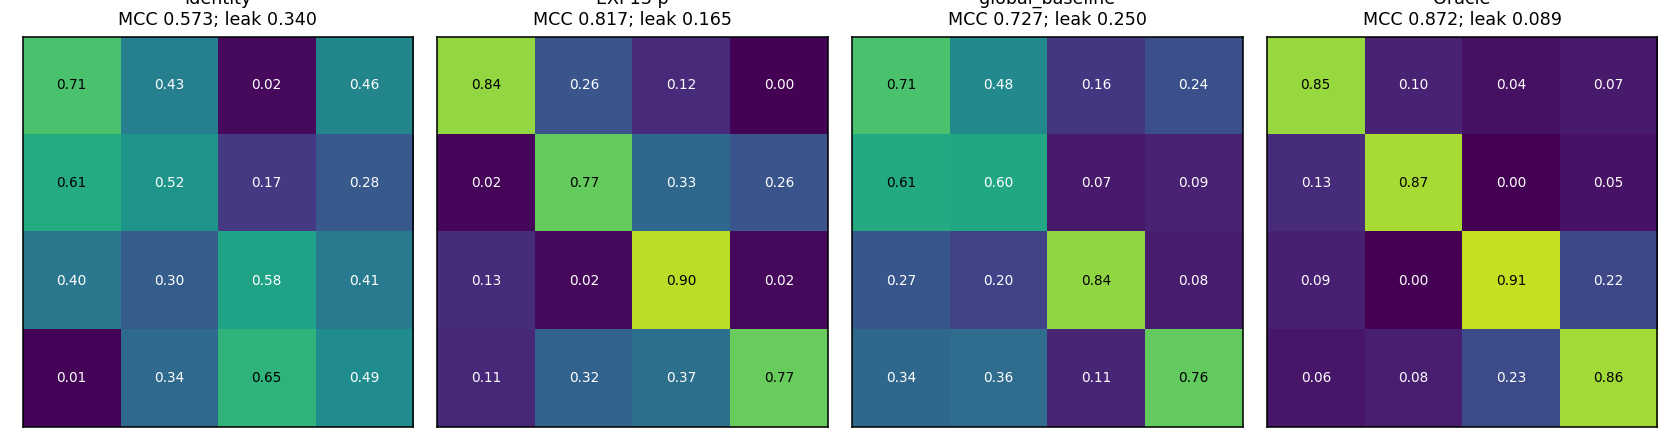 Identity
MCC 0.573; leak 0.340
MCC 0.817; leak 0.165
global_baseline
MCC 0.727; leak 0.250
Oracle
MCC 0.872; leak 0.089
0.71 0.43 0.02 0.46
0.61 0.52 0.17 0.28
0.40 0.30 0.58 0.41
0.01 0.34 0.65 0.49
0.84 0.26 0.12 0.00
0.02 0.77 0.33 0.26
0.13 0.02 0.90 0.02
0.11 0.32 0.37 0.77
0.71 0.48 0.16 0.24
0.61 0.60 0.07 0.09
0.27 0.20 0.84 0.08
0.34 0.36 0.11 0.76
0.85 0.10 0.04 0.07
0.13 0.87 0.00 0.05
0.09 0.00 0.91 0.22
0.06 0.08 0.23 0.86